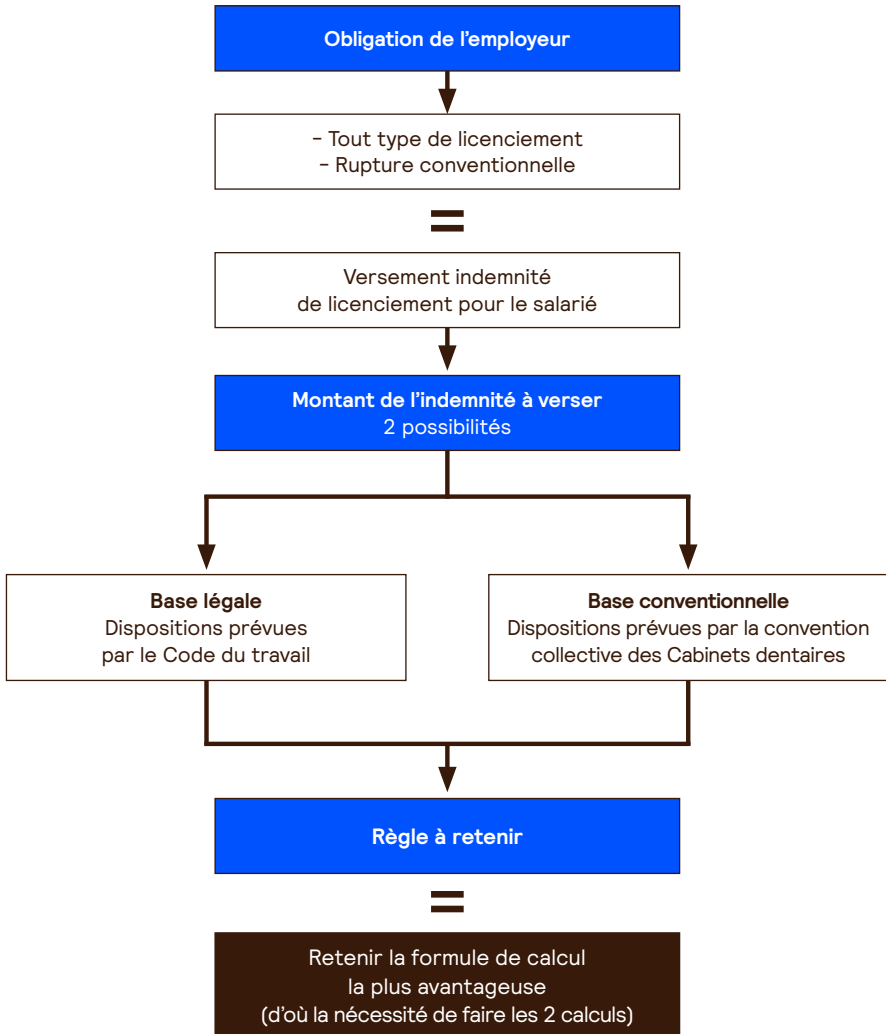 Obligation de l’employeur
- Tout type de licenciement
- Rupture conventionnelle
=
Versement indemnité
de licenciement pour le salarié
Montant de l’indemnité à verser
2 possibilités
Base légale
Dispositions prévues
par le Code du travail
Base conventionnelle
Dispositions prévues par la convention
collective des Cabinets dentaires
Règle à retenir
=
Retenir la formule de calcul
la plus avantageuse
(d’où la nécessité de faire les 2 calculs)